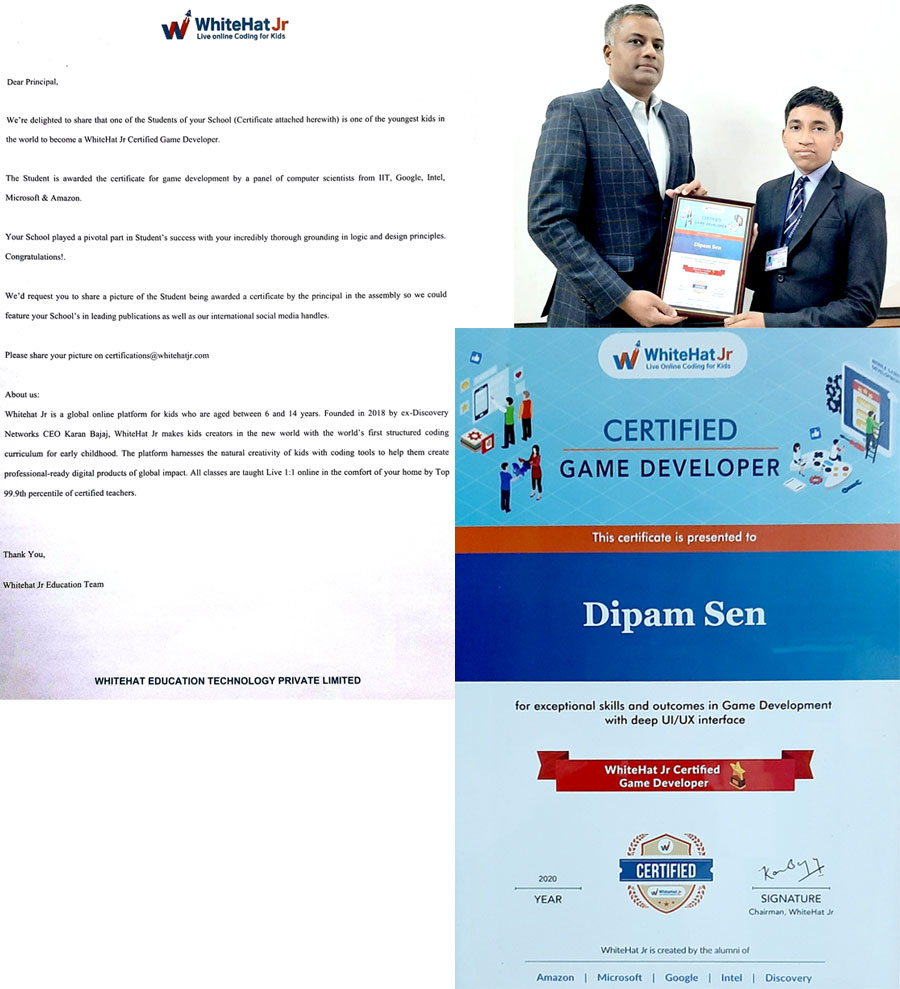 WhiteHat Jr
Live online Coding for Kids
Dear Principal,
We're delighted to share that one of the Students of your School (Certificate attached herewith) is one of the youngest kids in
the world to become a WhiteHat Jr Certified Game Developer.
The Student is awarded the certificate for game development by a panel of computer scientists from IIT, Google, Intel,
Microsoft & Amazon.
Your School played a pivotal part in Student's success with your incredibly thorough grounding in logic and design principles.
Congratulations!.
We'd request you to share a picture of the Student being awarded a certificate by the principal in the assembly so we could
feature your School's in leading publications as well as our international social media handles.
Please share your picture on certifications@whitehatjr.com
About us:
Whitehat Jr is a global online platform for kids who are aged between 6 and 14 years. Founded in 2018 by ex-Discovery
Networks CEO Karan Bajaj, WhiteHat Jr makes kids creators in the new world with the world's first structured coding
curriculum for early childhood. The platform harnesses the natural creativity of kids with coding tools to help them create
professional-ready digital products of global impact. All classes are taught Live 1:1 online in the comfort of your home by Top
99.9th percentile of certified teachers.
Thank You,
Whitehat Jr Education Team
WHITEHAT EDUCATION TECHNOLOGY PRIVATE LIMITED
CERTIFIED
GAME DEVELOPER
Dipam Sen
WhiteHat Jr
Live Online Coding for Kids
CERTIFIED
GAME DEVELOPER
This certificate is presented to
Dipam Sen
for exceptional skills and outcomes in Game Development
with deep UI/UX interface
WhiteHat Jr Certified
Game Developer
2020
YEAR
CERTIFIED
WhiteHat Jr
SIGNATURE
Chairman, WhiteHat Jr
WhiteHat Jr is created by the alumni of
Amazon | Microsoft | Google | Intel | Discovery